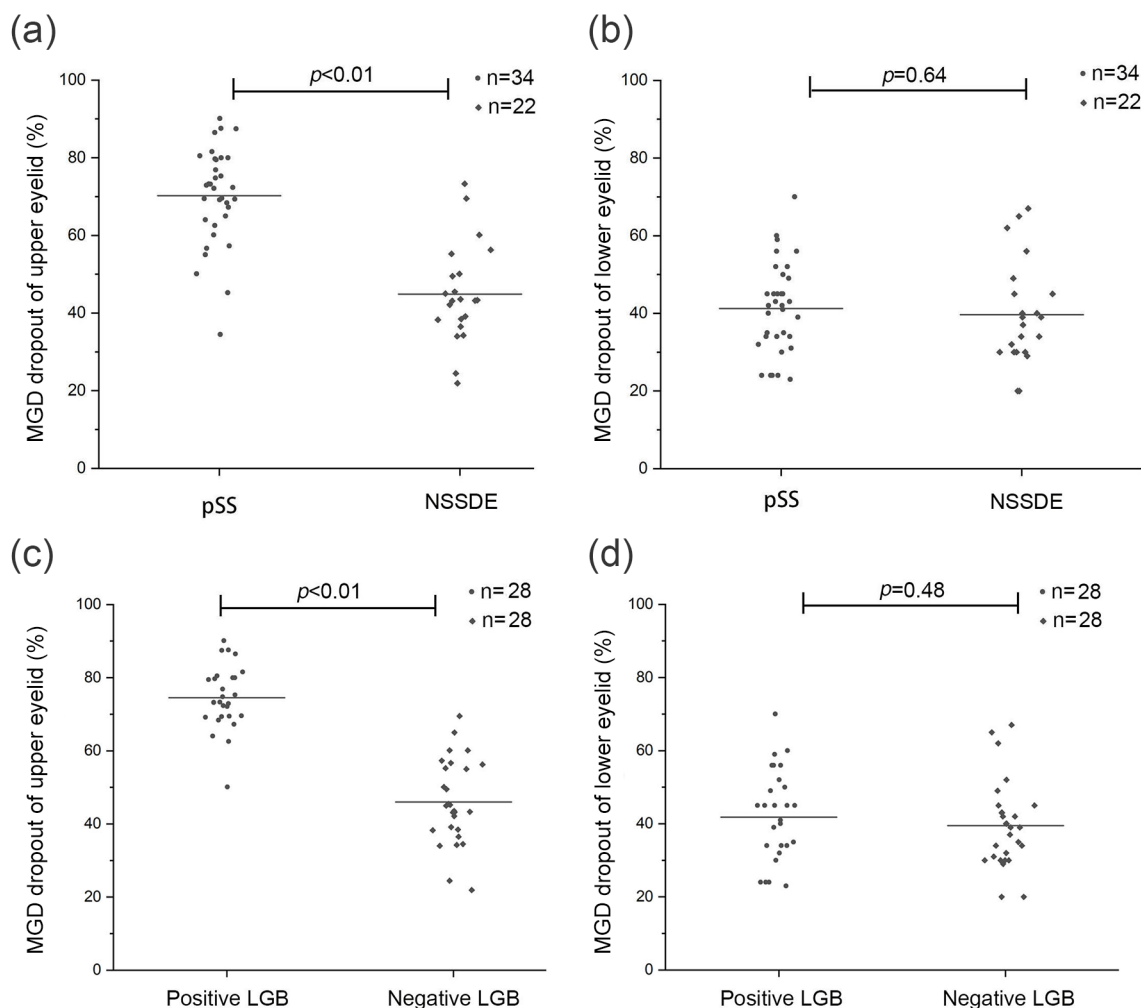 (a)
p<0.01
n=34
n=22
MGD dropout of upper eyelid (%)
100
80
60
40
20
0
pSS
NSSDE
(b)
p=0.64
n=34
n=22
MGD dropout of lower eyelid (%)
100
80
60
40
20
0
pSS
NSSDE
(c)
p<0.01
n=28
n=28
MGD dropout of upper eyelid (%)
100
80
60
40
20
0
Positive LGB
Negative LGB
(d)
p=0.48
n=28
n=28
MGD dropout of lower eyelid (%)
100
80
60
40
20
0
Positive LGB
Negative LGB